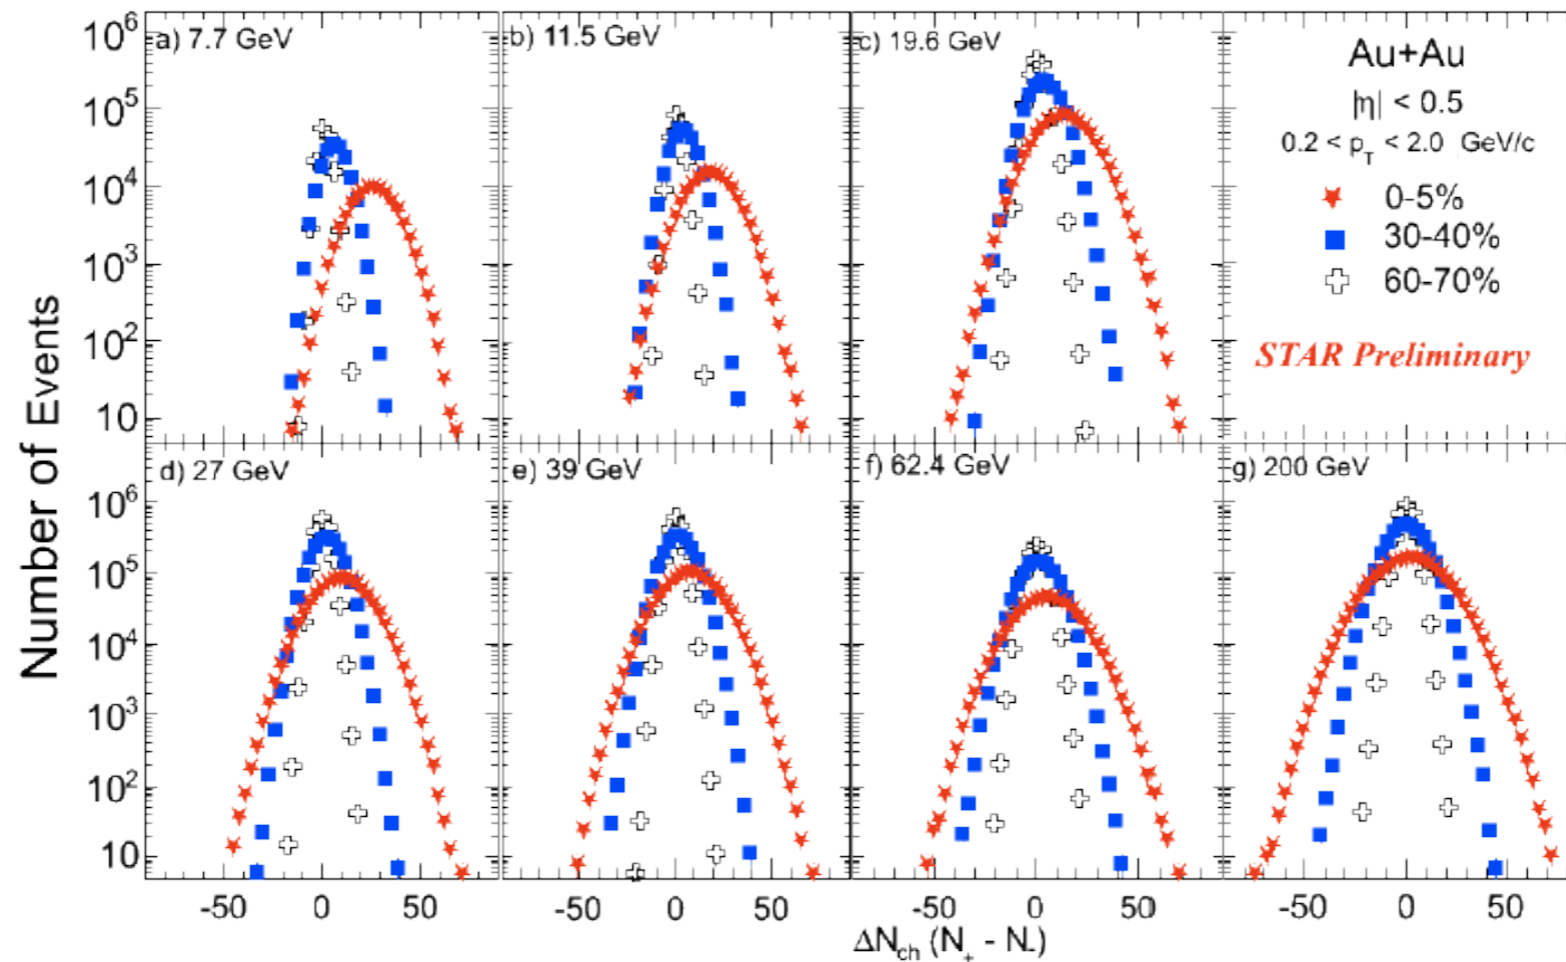 Number of Events
10⁶
10⁵
10⁴
10³
10²
10
a) 7.7 GeV
b) 11.5 GeV
c) 19.6 GeV
Au+Au
|η| < 0.5
0.2 < p_T < 2.0 GeV/c
0-5%
30-40%
60-70%
STAR Preliminary
10⁶
10⁵
10⁴
10³
10²
10
d) 27 GeV
e) 39 GeV
f) 62.4 GeV
g) 200 GeV
-50 0 50 -50 0 50 -50 0 50 -50 0 50
ΔN_ch (N₊ - N₋)